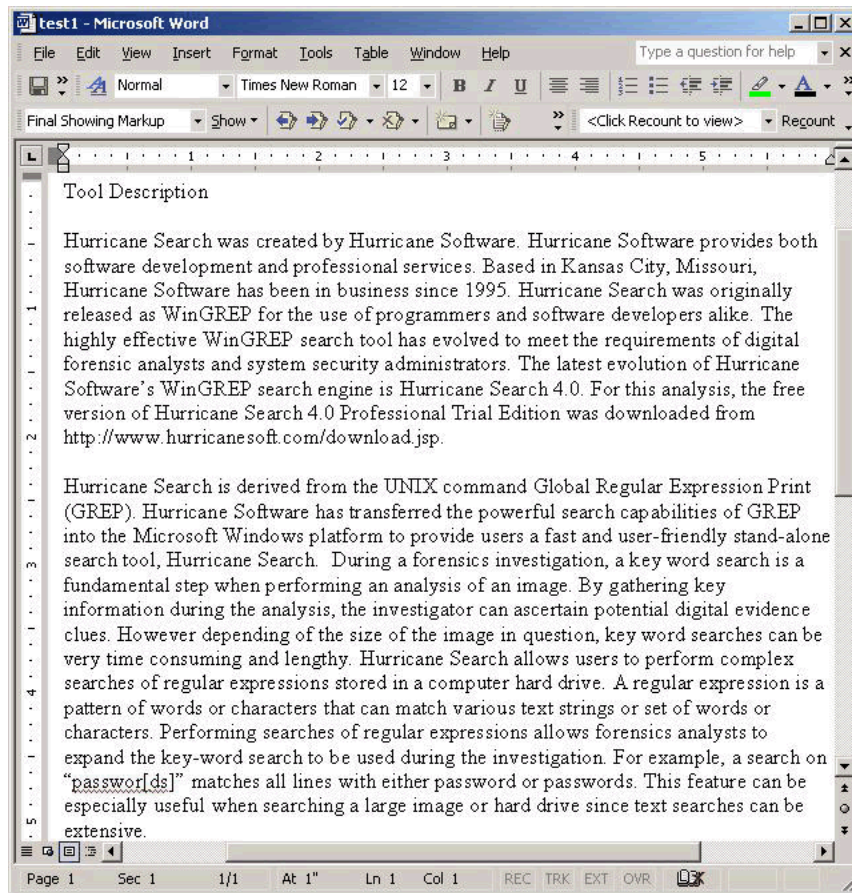 test1 - Microsoft Word
File Edit View Insert Format Tools Table Window Help Type a question for help
Normal Times New Roman 12 B I U A
Final Showing Markup Show <Click Recount to view> Recount
L 1 2 3 4 5
Tool Description
Hurricane Search was created by Hurricane Software. Hurricane Software provides both
software development and professional services. Based in Kansas City, Missouri,
Hurricane Software has been in business since 1995. Hurricane Search was originally
released as WinGREP for the use of programmers and software developers alike. The
highly effective WinGREP search tool has evolved to meet the requirements of digital
forensic analysts and system security administrators. The latest evolution of Hurricane
Software’s WinGREP search engine is Hurricane Search 4.0. For this analysis, the free
version of Hurricane Search 4.0 Professional Trial Edition was downloaded from
http://www.hurricanesoft.com/download.jsp.
Hurricane Search is derived from the UNIX command Global Regular Expression Print
(GREP). Hurricane Software has transferred the powerful search capabilities of GREP
into the Microsoft Windows platform to provide users a fast and user-friendly stand-alone
search tool, Hurricane Search. During a forensics investigation, a key word search is a
fundamental step when performing an analysis of an image. By gathering key
information during the analysis, the investigator can ascertain potential digital evidence
clues. However depending of the size of the image in question, key word searches can be
very time consuming and lengthy. Hurricane Search allows users to perform complex
searches of regular expressions stored in a computer hard drive. A regular expression is a
pattern of words or characters that can match various text strings or set of words or
characters. Performing searches of regular expressions allows forensics analysts to
expand the key-word search to be used during the investigation. For example, a search on
“passwor[ds]” matches all lines with either password or passwords. This feature can be
especially useful when searching a large image or hard drive since text searches can be
extensive.
Page 1 Sec 1 1/1 At 1" Ln 1 Col 1 REC TRK EXT OVR